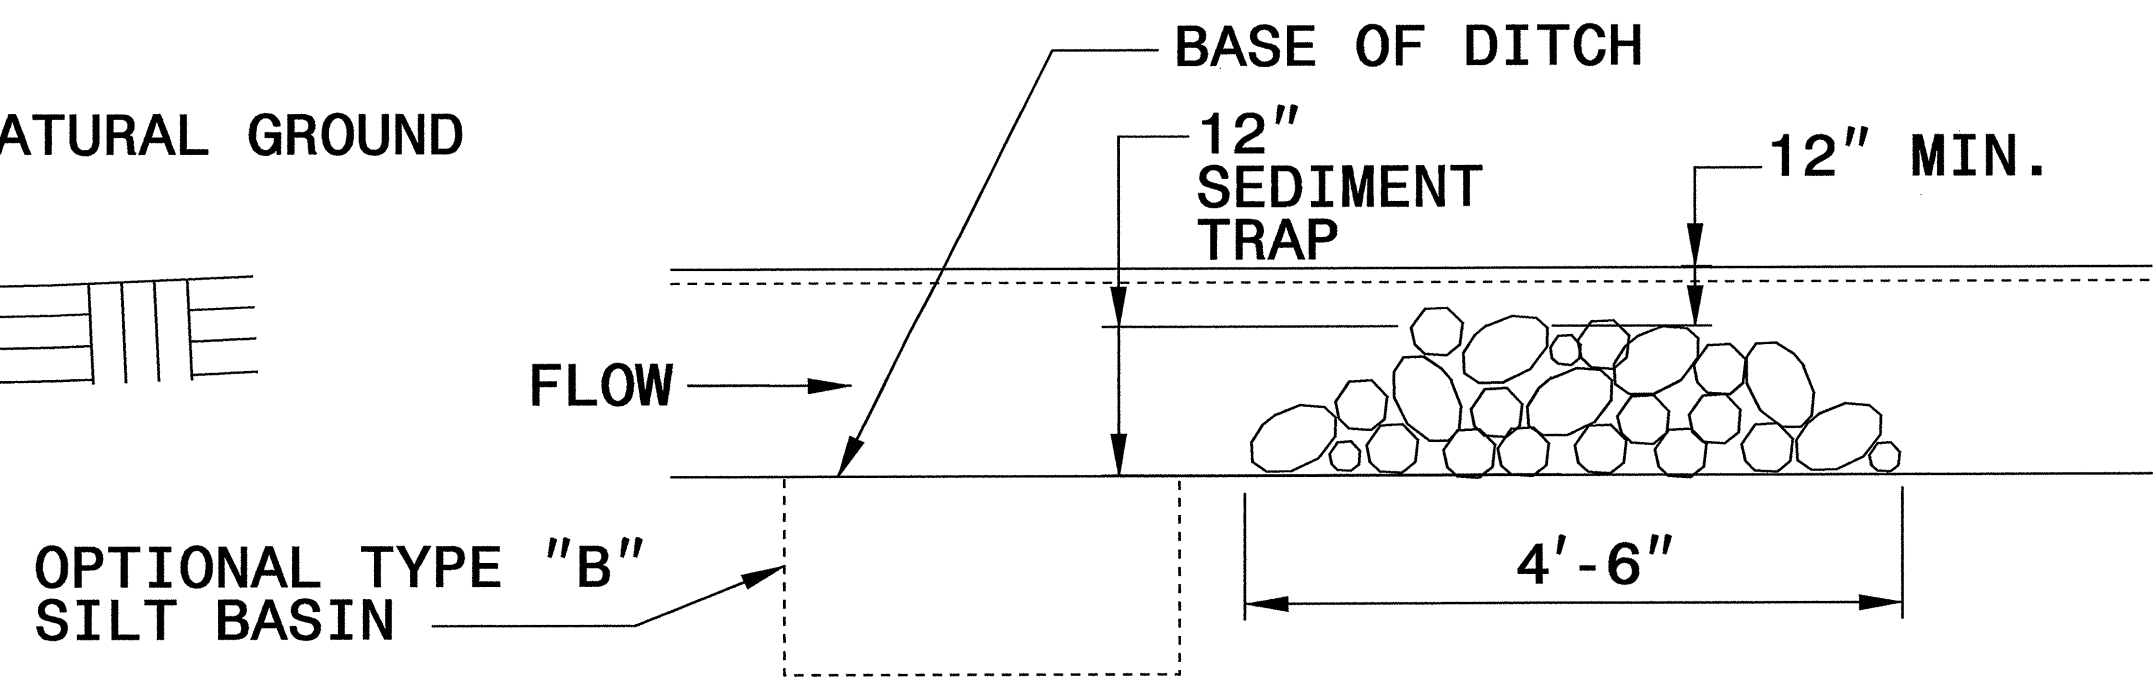 BASE OF DITCH
ATURAL GROUND
12"
SEDIMENT
TRAP
12" MIN.
FLOW
OPTIONAL TYPE "B"
SILT BASIN
4'-6"